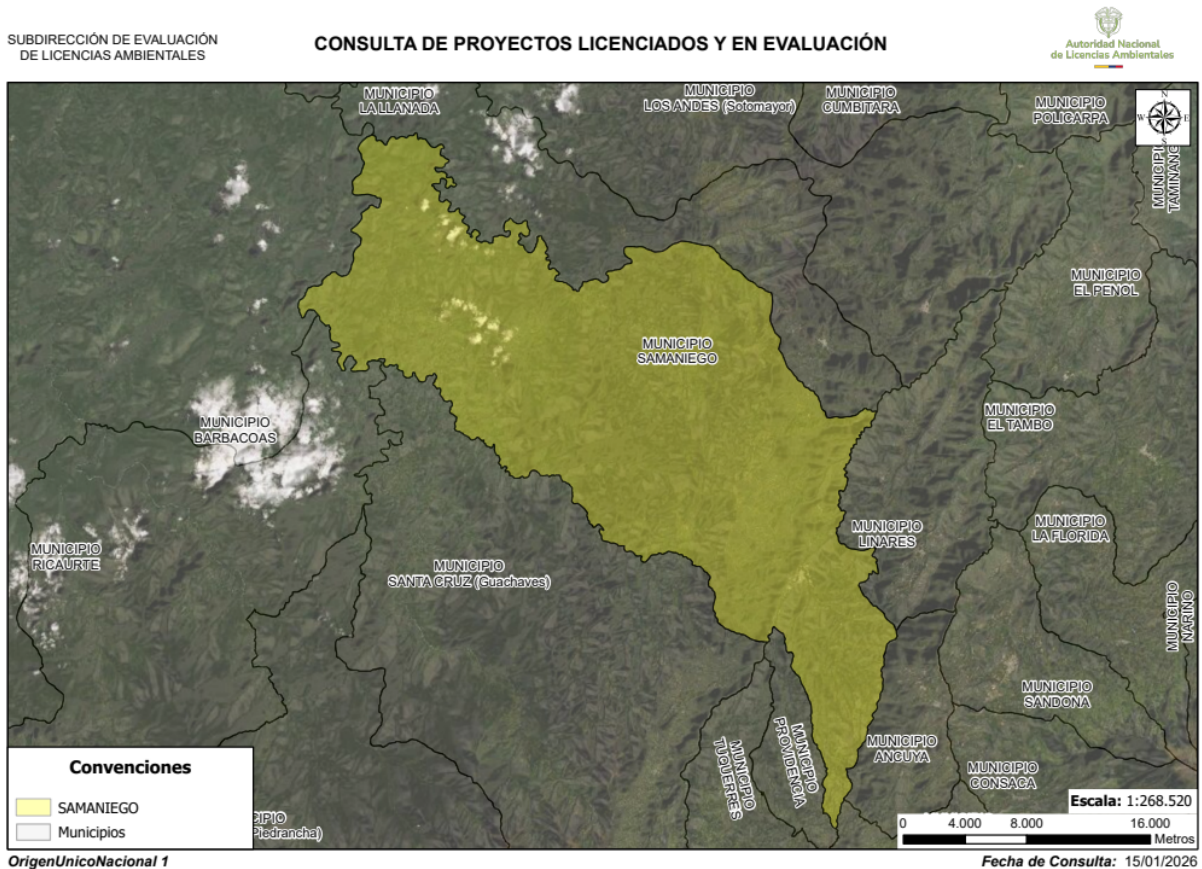 SUBDIRECCIÓN DE EVALUACIÓN
DE LICENCIAS AMBIENTALES
CONSULTA DE PROYECTOS LICENCIADOS Y EN EVALUACIÓN
Autoridad Nacional
de Licencias Ambientales
MUNICIPIO
LA LLANADA
MUNICIPIO
LOS ANDES (Sotomayor)
MUNICIPIO
CUMBITARA
MUNICIPIO
POLICARPA
N
W
E
S
MUNICIPI
TAMINANG
MUNICIPIO
EL PENOL
MUNICIPIO
SAMANIEGO
MUNICIPIO
BARBACOAS
MUNICIPIO
EL TAMBO
MUNICIPIO
RICAURTE
MUNICIPIO
SANTA CRUZ (Guachaves)
MUNICIPIO
LINARES
MUNICIPIO
LA FLORIDA
MUNICIPIO
NARIÑO
MUNICIPIO
SANDONA
MUNICIPIO
TUQUERRES
MUNICIPIO
PROVIDENCIA
MUNICIPIO
ANCUYA
MUNICIPIO
CONSACA
CIPIO
Piedrancha)
Convenciones
SAMANIEGO
Municipios
Escala: 1:268.520
0 4.000 8.000 16.000
Metros
OrigenUnicoNacional 1
Fecha de Consulta: 15/01/2026